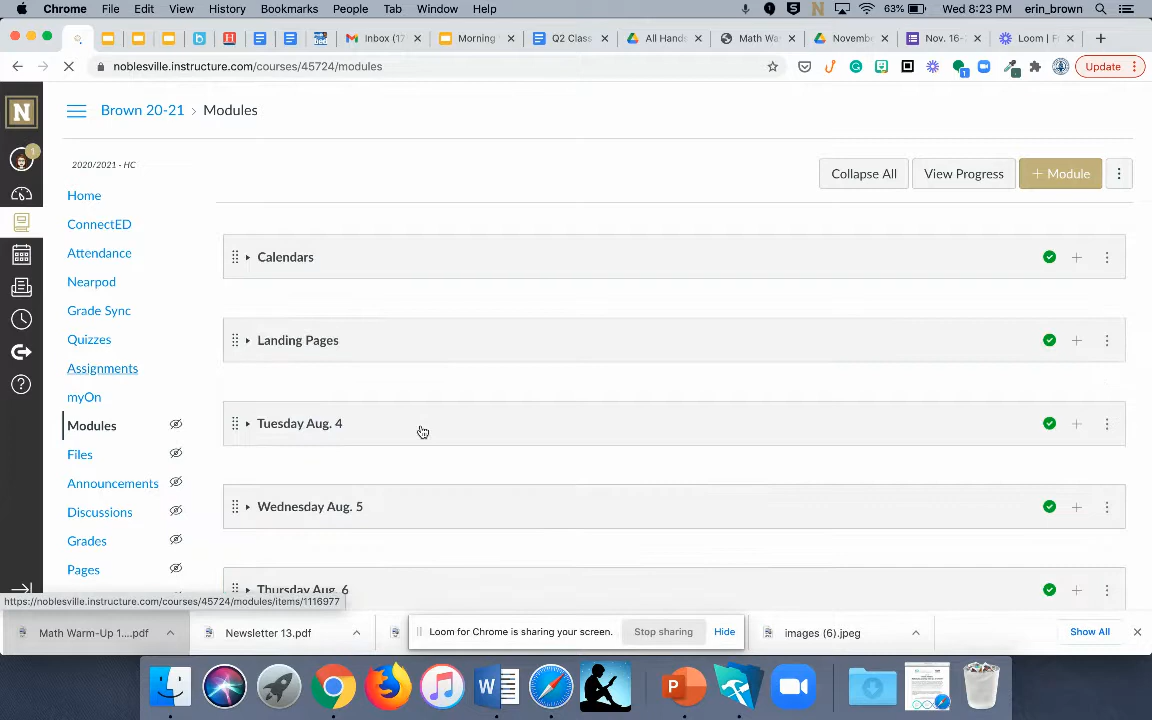 Chrome File Edit View History Bookmarks People Tab Window Help 63% Wed 8:23 PM erin_brown
Inbox (17 Morning Q2 Class All Hands Math Wa Novembe Nov. 16- Loom | F
noblesville.instructure.com/courses/45724/modules Update
N Brown 20-21 › Modules
1
2020/2021 - HC
Collapse All View Progress + Module
Home
ConnectED
Attendance
Nearpod
Grade Sync
Quizzes
Assignments
myOn
Modules
Files
Announcements
Discussions
Grades
Pages
Calendars
Landing Pages
Tuesday Aug. 4
Wednesday Aug. 5
Thursday Aug. 6
https://noblesville.instructure.com/courses/45724/modules/items/1116977
Math Warm-Up 1....pdf Newsletter 13.pdf Loom for Chrome is sharing your screen. Stop sharing Hide images (6).jpeg Show All
W P